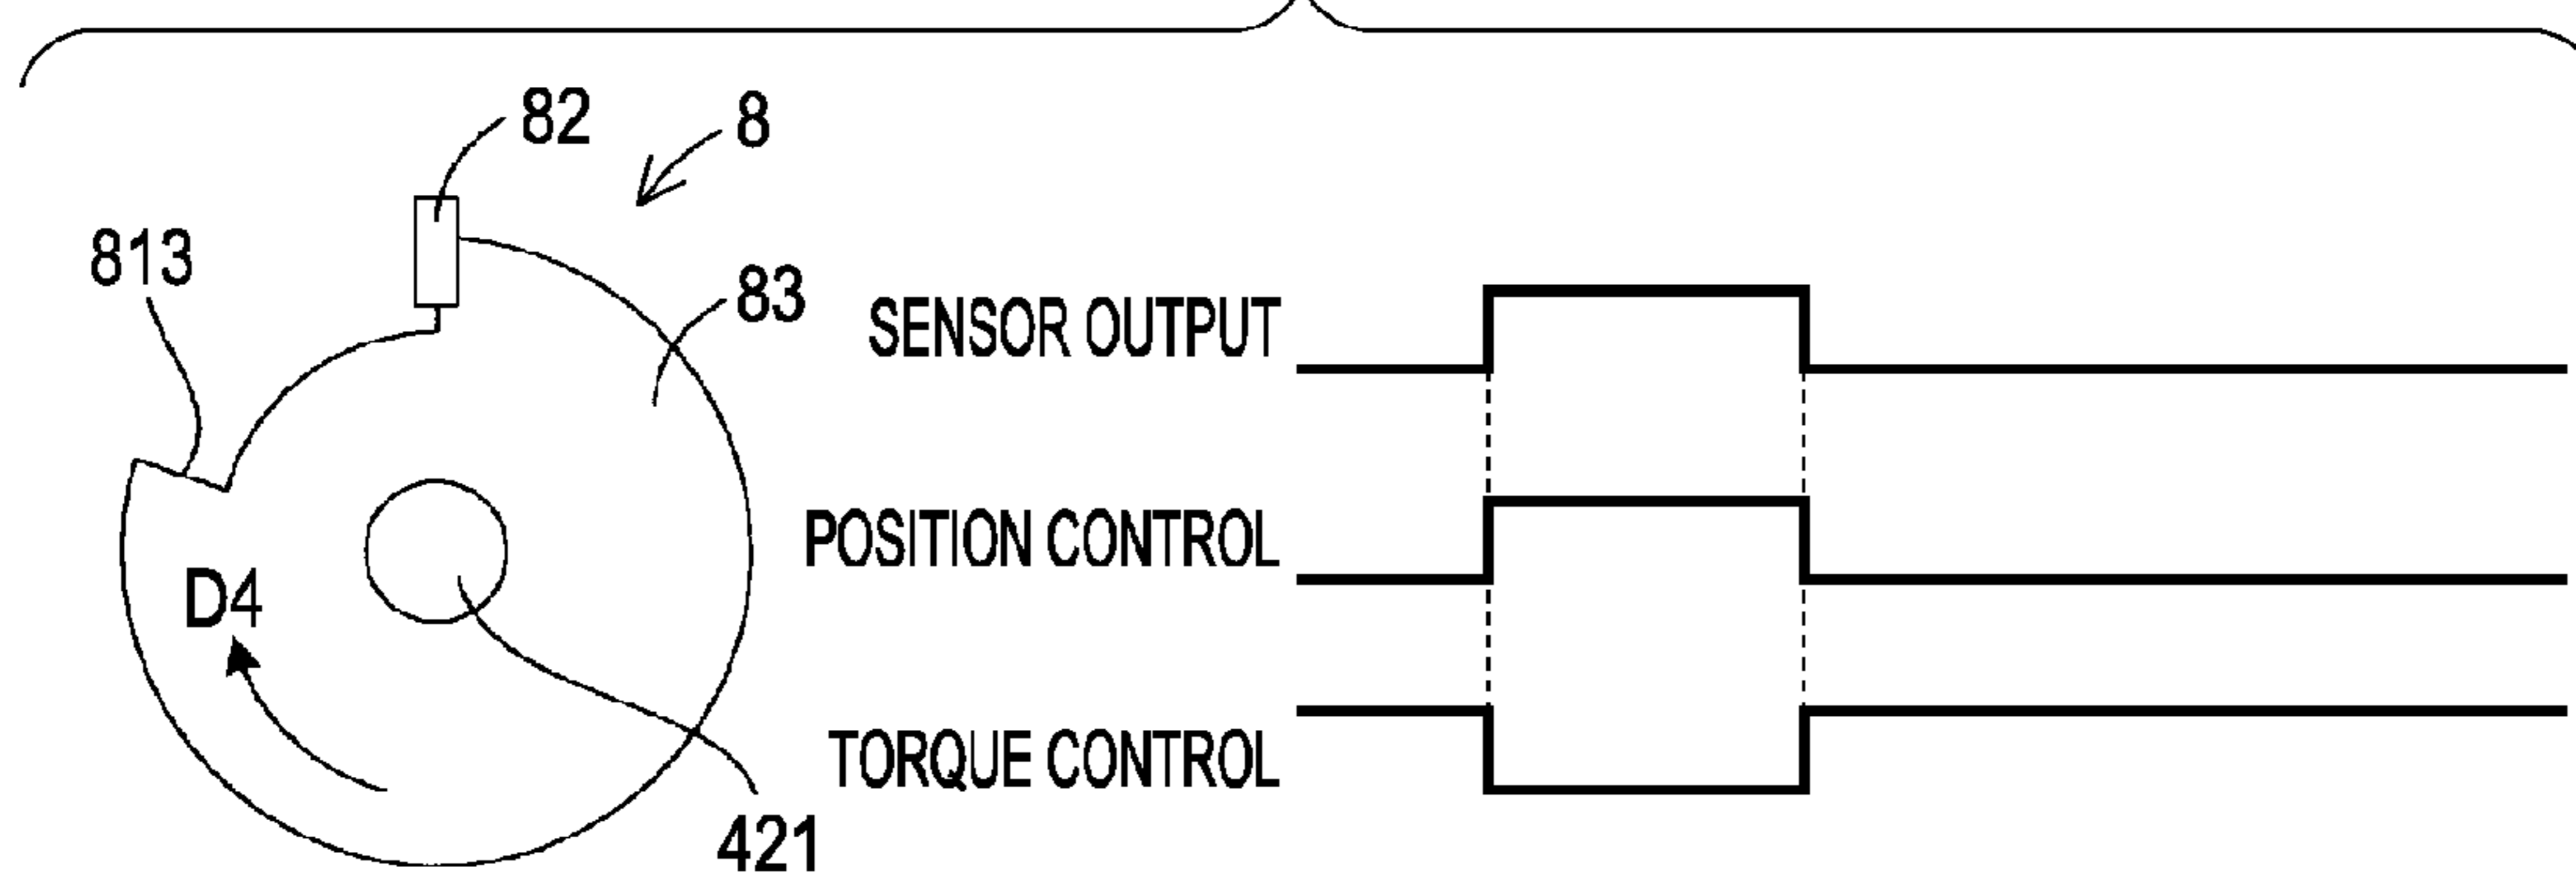 82
8
813
83
SENSOR OUTPUT
POSITION CONTROL
D4
TORQUE CONTROL
421